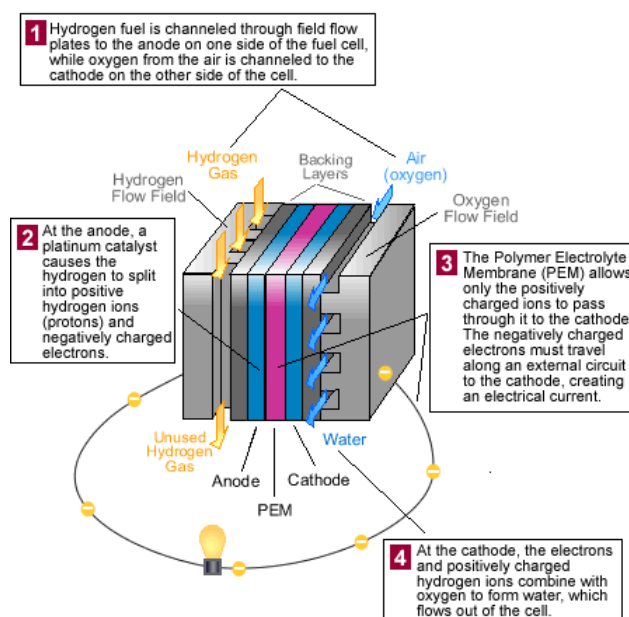 1 Hydrogen fuel is channeled through field flow
plates to the anode on one side of the fuel cell,
while oxygen from the air is channeled to the
cathode on the other side of the cell.
Hydrogen
Gas
Backing
Layers
Air
(oxygen)
Hydrogen
Flow Field
Oxygen
Flow Field
2 At the anode, a
platinum catalyst
causes the
hydrogen to split
into positive
hydrogen ions
(protons) and
negatively charged
electrons.
3 The Polymer Electrolyte
Membrane (PEM) allows
only the positively
charged ions to pass
through it to the cathode.
The negatively charged
electrons must travel
along an external circuit
to the cathode, creating
an electrical current.
Unused
Hydrogen
Gas
Water
Anode
Cathode
PEM
4 At the cathode, the electrons
and positively charged
hydrogen ions combine with
oxygen to form water, which
flows out of the cell.